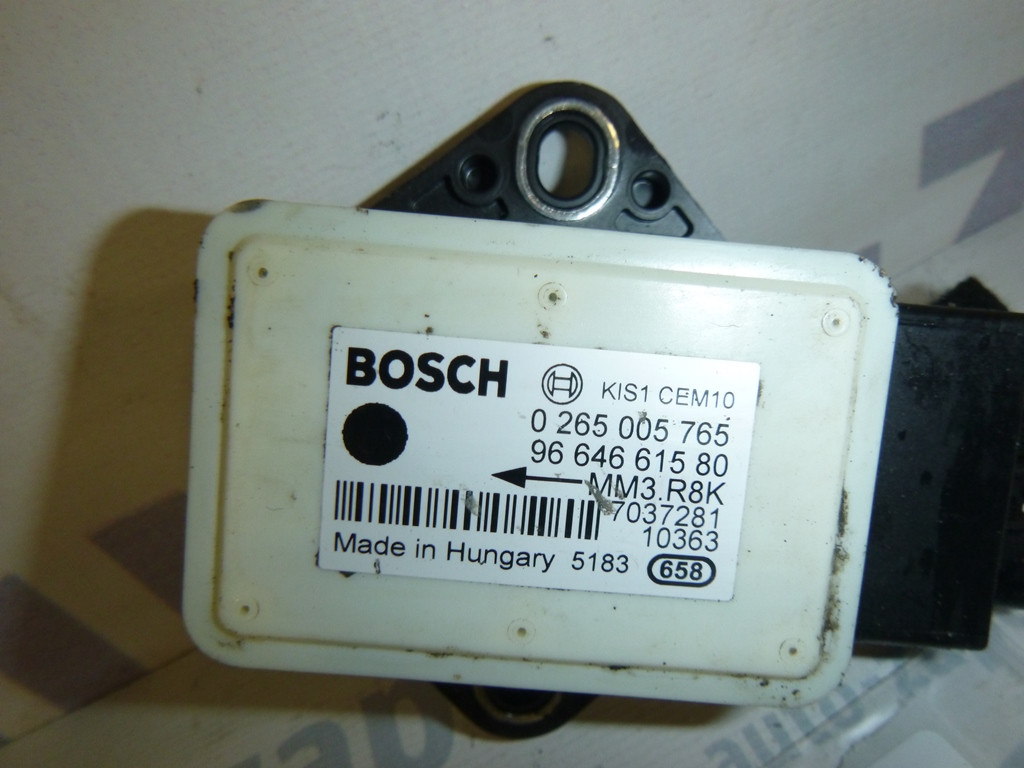 BOSCH KIS1 CEM10
0 265 005 765
96 646 615 80
MM3.R8K
7037281
10363
Made in Hungary 5183 658